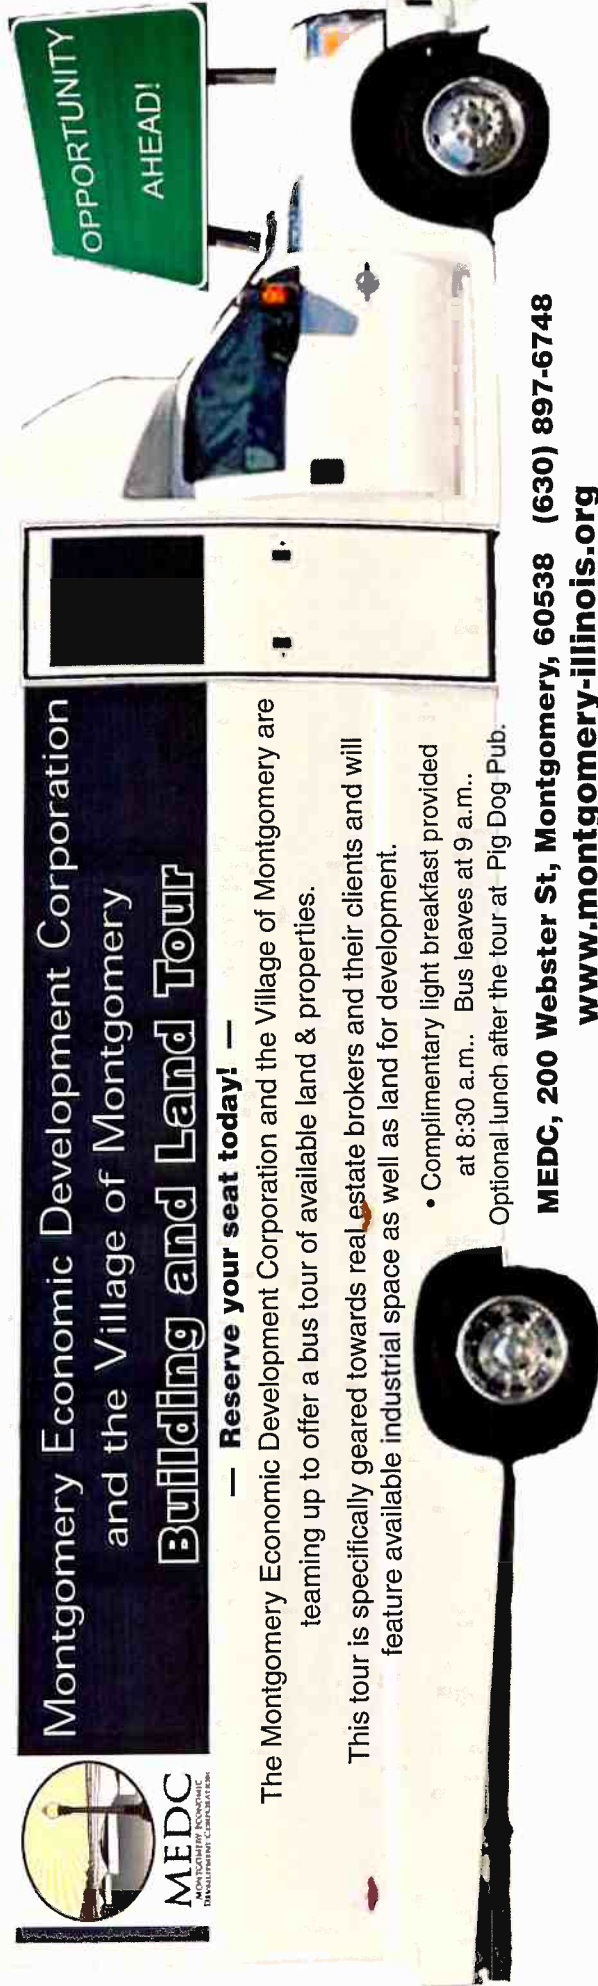 MEDC
MONTGOMERY ECONOMIC
DEVELOPMENT CORPORATION
Montgomery Economic Development Corporation
and the Village of Montgomery
Building and Land Tour
— Reserve your seat today! —
The Montgomery Economic Development Corporation and the Village of Montgomery are
teaming up to offer a bus tour of available land & properties.
This tour is specifically geared towards real estate brokers and their clients and will
feature available industrial space as well as land for development.
• Complimentary light breakfast provided
at 8:30 a.m.. Bus leaves at 9 a.m..
Optional lunch after the tour at Pig Dog Pub.
MEDC, 200 Webster St, Montgomery, 60538 (630) 897-6748
www.montgomery-illinois.org
OPPORTUNITY
AHEAD!